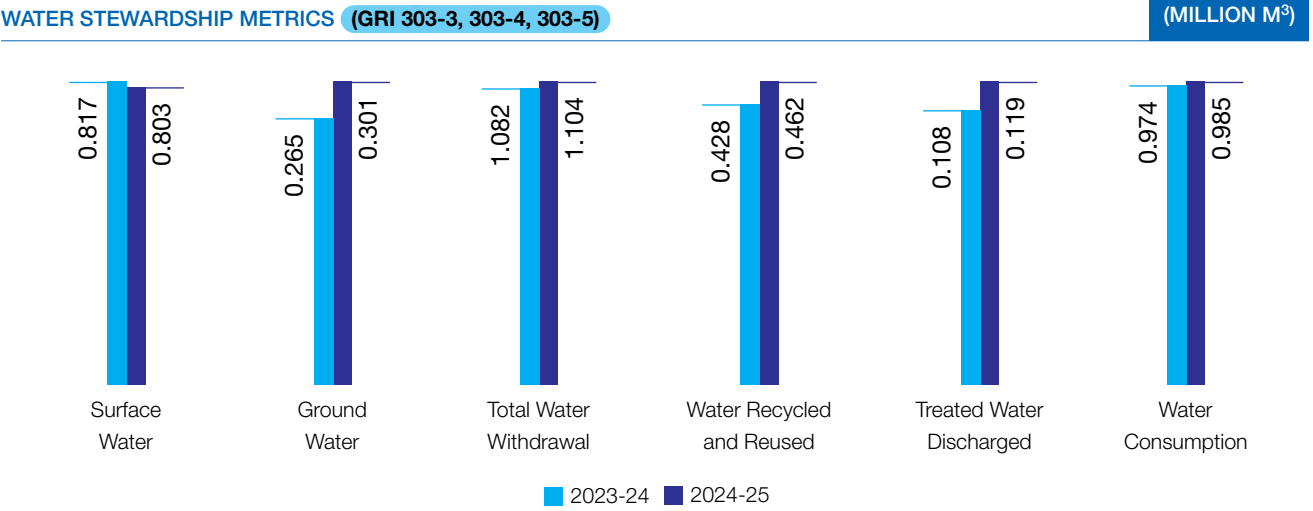 WATER STEWARDSHIP METRICS (GRI 303-3, 303-4, 303-5)
(MILLION M³)
0.817
0.803
0.265
0.301
1.082
1.104
0.428
0.462
0.108
0.119
0.974
0.985
Surface
Water
Ground
Water
Total Water
Withdrawal
Water Recycled
and Reused
Treated Water
Discharged
Water
Consumption
2023-24
2024-25